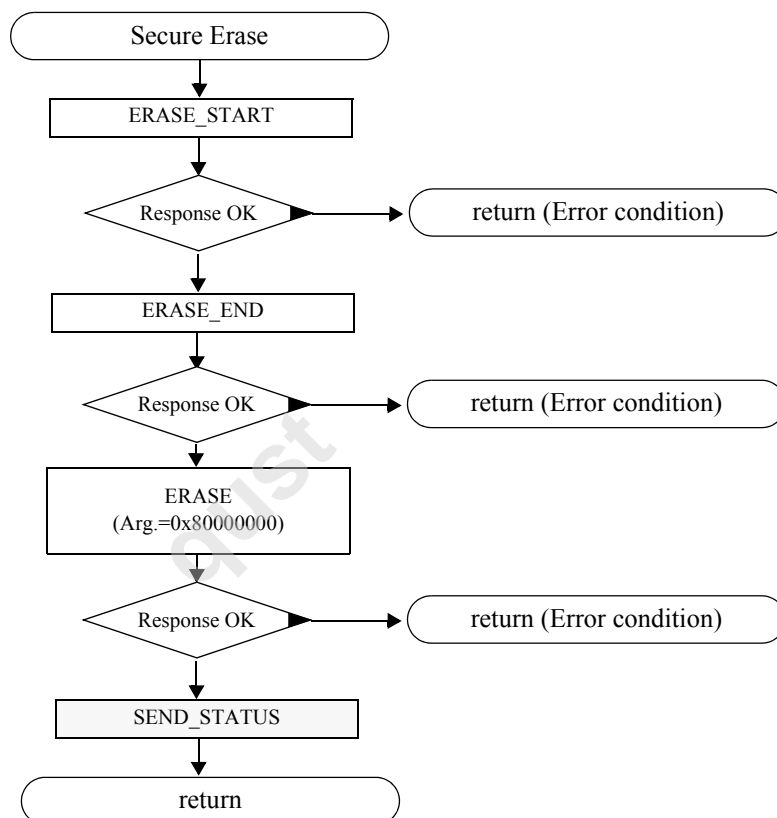 Secure Erase
ERASE_START
Response OK
return (Error condition)
ERASE_END
Response OK
return (Error condition)
ERASE
(Arg.=0x80000000)
Response OK
return (Error condition)
SEND_STATUS
return
qust